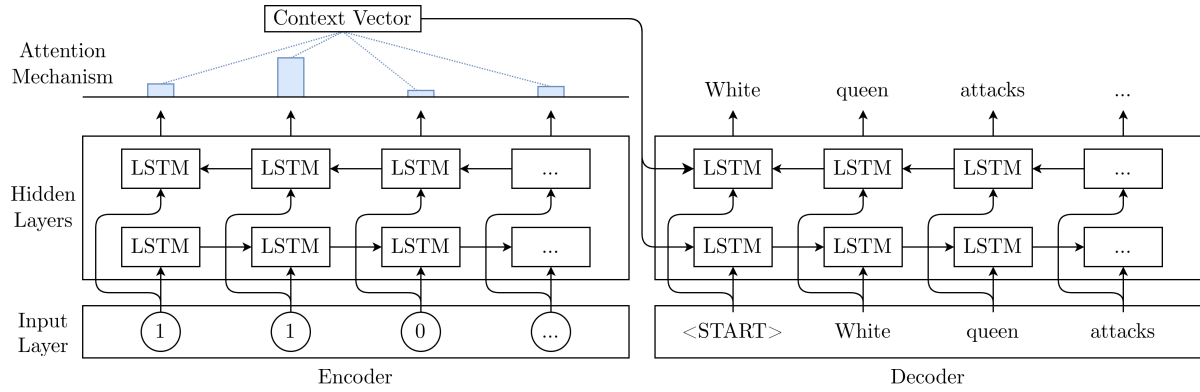 Context Vector
Attention
Mechanism
White queen attacks ...
LSTM LSTM LSTM ... LSTM LSTM LSTM ...
Hidden
Layers
LSTM LSTM LSTM ... LSTM LSTM LSTM ...
Input
Layer
1 1 0 ... <START> White queen attacks
Encoder Decoder